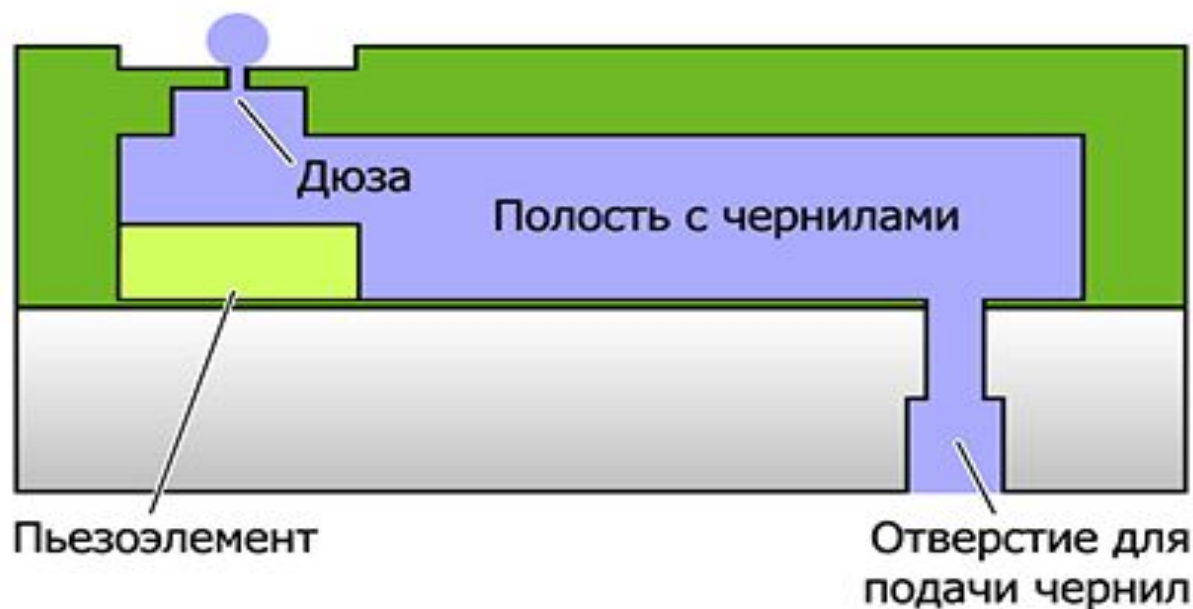 Дюза
Полость с чернилами
Пьезоэлемент
Отверстие для
подачи чернил